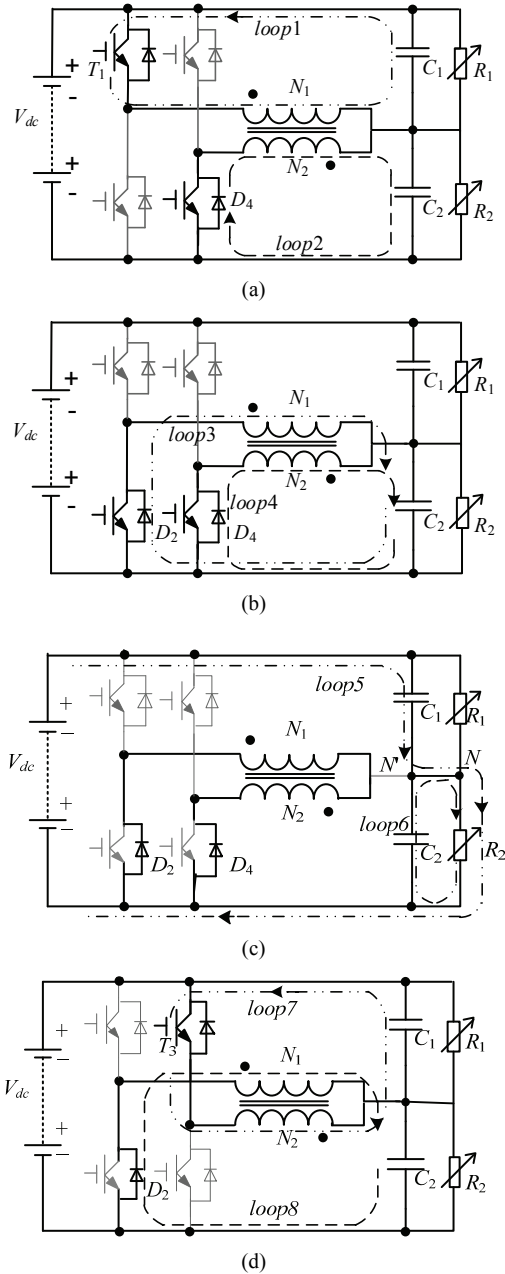 loop1
T1
N1
C1
R1
+
-
Vdc
+
-
N2
D4
C2
R2
loop2
(a)
+
-
Vdc
+
-
N1
C1
R1
loop3
N2
loop4
D2
D4
C2
R2
(b)
+
−
Vdc
+
−
loop5
C1
R1
N1
N'
N
N2
loop6
D2
D4
C2
R2
(c)
+
−
Vdc
+
−
loop7
T3
N1
C1
R1
N2
D2
C2
R2
loop8
(d)